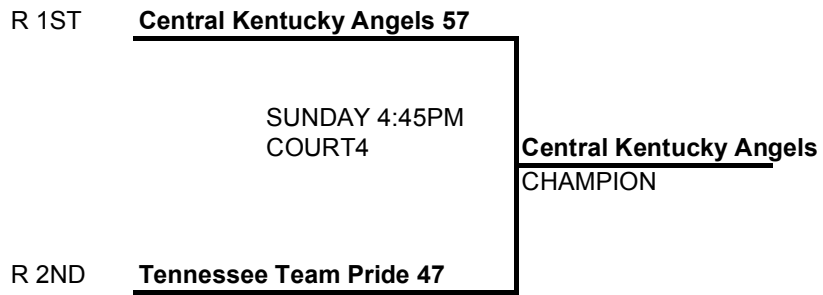 R 1ST Central Kentucky Angels 57
SUNDAY 4:45PM
COURT4
Central Kentucky Angels
CHAMPION
R 2ND Tennessee Team Pride 47